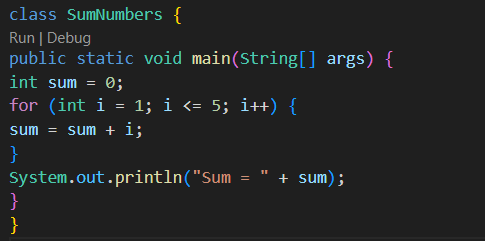 class SumNumbers {
Run | Debug
public static void main(String[] args) {
int sum = 0;
for (int i = 1; i <= 5; i++) {
sum = sum + i;
}
System.out.println("Sum = " + sum);
}
}